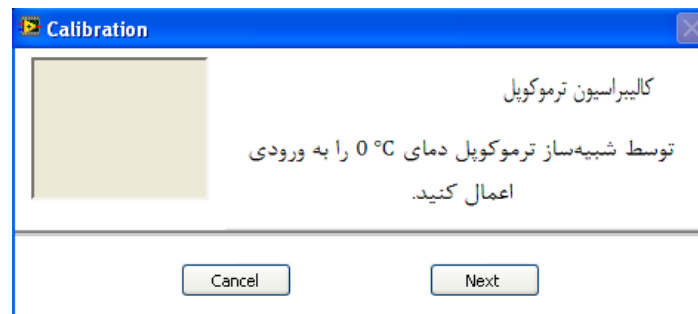 Calibration
کالیبراسیون ترموکوپل
توسط شبیه‌ساز ترموکوپل دمای 0 °C را به ورودی
اعمال کنید.
Cancel
Next